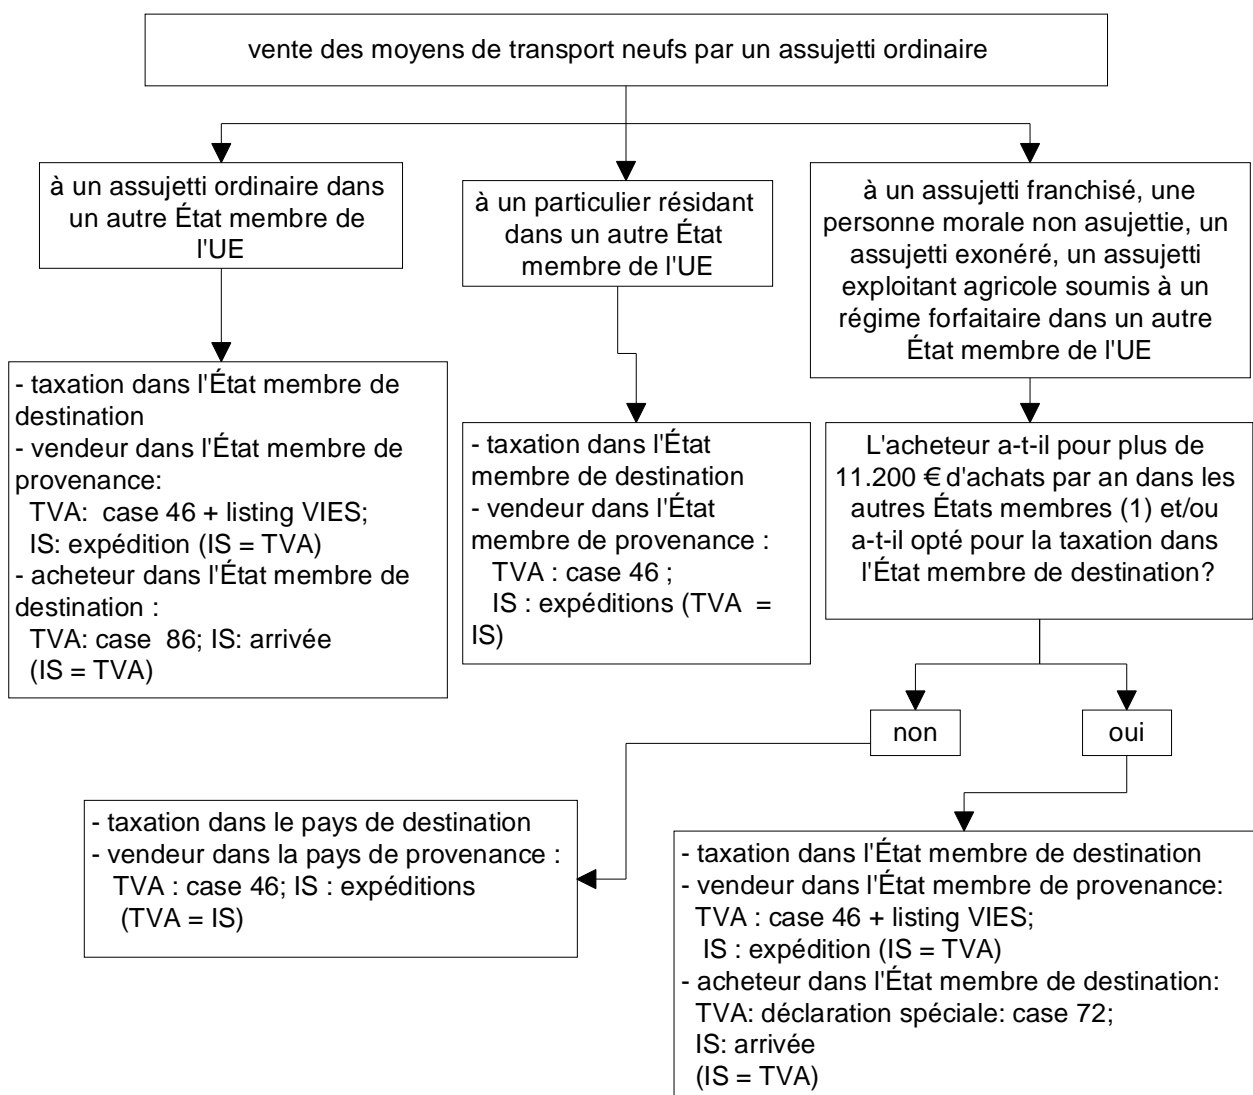 vente des moyens de transport neufs par un assujetti ordinaire
à un assujetti ordinaire dans
un autre État membre de
l'UE
à un particulier résidant
dans un autre État
membre de l'UE
à un assujetti franchisé, une
personne morale non asujettie, un
assujetti exonéré, un assujetti
exploitant agricole soumis à un
régime forfaitaire dans un autre
État membre de l'UE
- taxation dans l'État membre de
destination
- vendeur dans l'État membre de
provenance:
TVA: case 46 + listing VIES;
IS: expédition (IS = TVA)
- acheteur dans l'État membre de
destination :
TVA: case 86; IS: arrivée
(IS = TVA)
- taxation dans l'État
membre de destination
- vendeur dans l'État
membre de provenance :
TVA : case 46 ;
IS : expéditions (TVA =
IS)
L'acheteur a-t-il pour plus de
11.200 € d'achats par an dans les
autres États membres (1) et/ou
a-t-il opté pour la taxation dans
l'État membre de destination?
non
oui
- taxation dans le pays de destination
- vendeur dans la pays de provenance :
TVA : case 46; IS : expéditions
(TVA = IS)
- taxation dans l'État membre de destination
- vendeur dans l'État membre de provenance:
TVA : case 46 + listing VIES;
IS : expédition (IS = TVA)
- acheteur dans l'État membre de destination:
TVA: déclaration spéciale: case 72;
IS: arrivée
(IS = TVA)